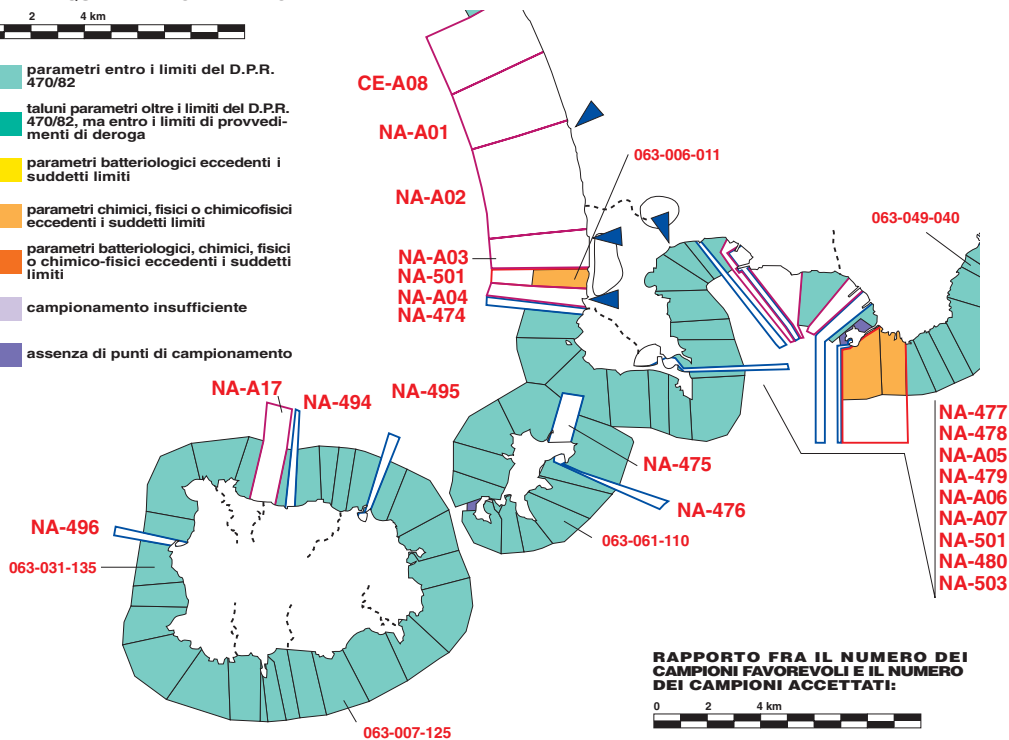 2 4 km
parametri entro i limiti del D.P.R.
470/82
taluni parametri oltre i limiti del D.P.R.
470/82, ma entro i limiti di provvedi-
menti di deroga
parametri batteriologici eccedenti i
suddetti limiti
parametri chimici, fisici o chimicofisici
eccedenti i suddetti limiti
parametri batteriologici, chimici, fisici
o chimico-fisici eccedenti i suddetti
limiti
campionamento insufficiente
assenza di punti di campionamento
CE-A08
NA-A01
063-006-011
NA-A02
063-049-040
NA-A03
NA-501
NA-A04
NA-474
NA-A17
NA-494
NA-495
NA-475
NA-476
NA-496
063-061-110
063-031-135
063-007-125
NA-477
NA-478
NA-A05
NA-479
NA-A06
NA-A07
NA-501
NA-480
NA-503
RAPPORTO FRA IL NUMERO DEI
CAMPIONI FAVOREVOLI E IL NUMERO
DEI CAMPIONI ACCETTATI:
0 2 4 km